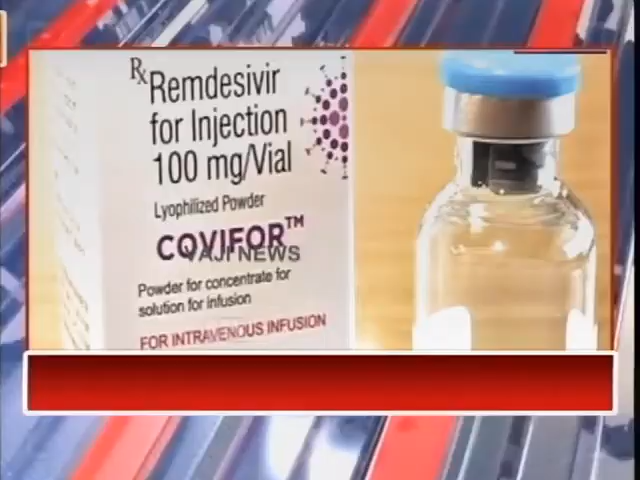 Rx Remdesivir
for Injection
100 mg/Vial
Lyophilized Powder
COVIFOR™
VAJI NEWS
Powder for concentrate for
solution for infusion
FOR INTRAVENOUS INFUSION